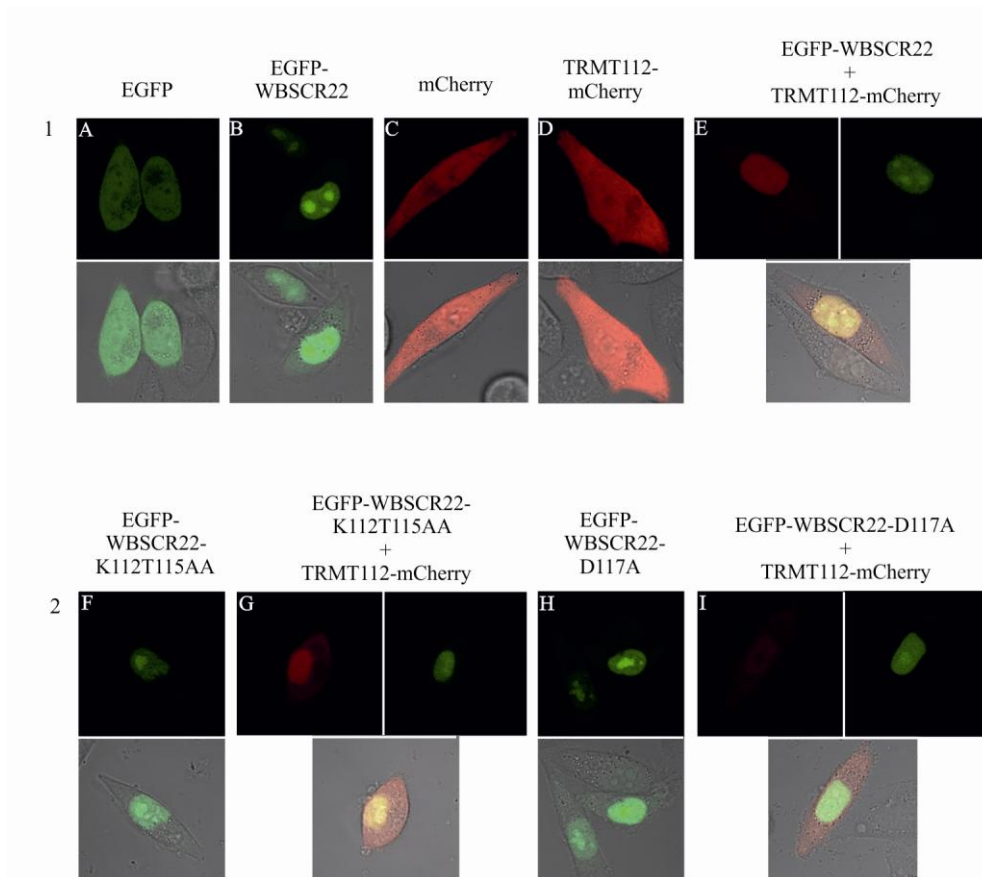 EGFP
EGFP-
WBSCR22
mCherry
TRMT112-
mCherry
EGFP-WBSCR22
+
TRMT112-mCherry
1
A
B
C
D
E
EGFP-
WBSCR22-
K112T115AA
EGFP-WBSCR22-
K112T115AA
+
TRMT112-mCherry
EGFP-
WBSCR22-
D117A
EGFP-WBSCR22-D117A
+
TRMT112-mCherry
2
F
G
H
I